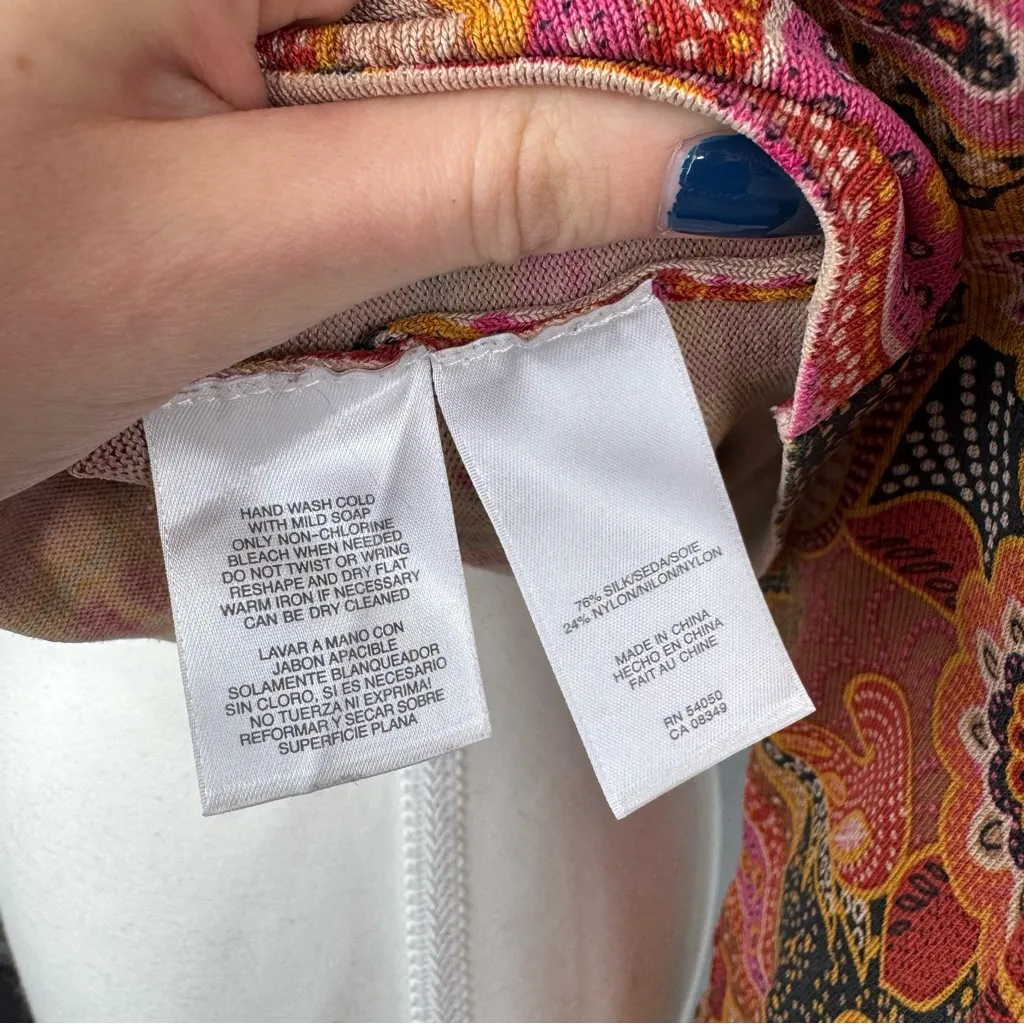 HAND WASH COLD
WITH MILD SOAP
ONLY NON-CHLORINE
BLEACH WHEN NEEDED
DO NOT TWIST OR WRING
RESHAPE AND DRY FLAT
WARM IRON IF NECESSARY
CAN BE DRY CLEANED
LAVAR A MANO CON
JABON APACIBLE
SOLAMENTE BLANQUEADOR
SIN CLORO, SI ES NECESARIO
NO TUERZA NI EXPRIMA!
REFORMAR Y SECAR SOBRE
SUPERFICIE PLANA
76% SILK/SEDA/SOIE
24% NYLON/NILON/NYLON
MADE IN CHINA
HECHO EN CHINA
FAIT AU CHINE
RN 54050
CA 08349